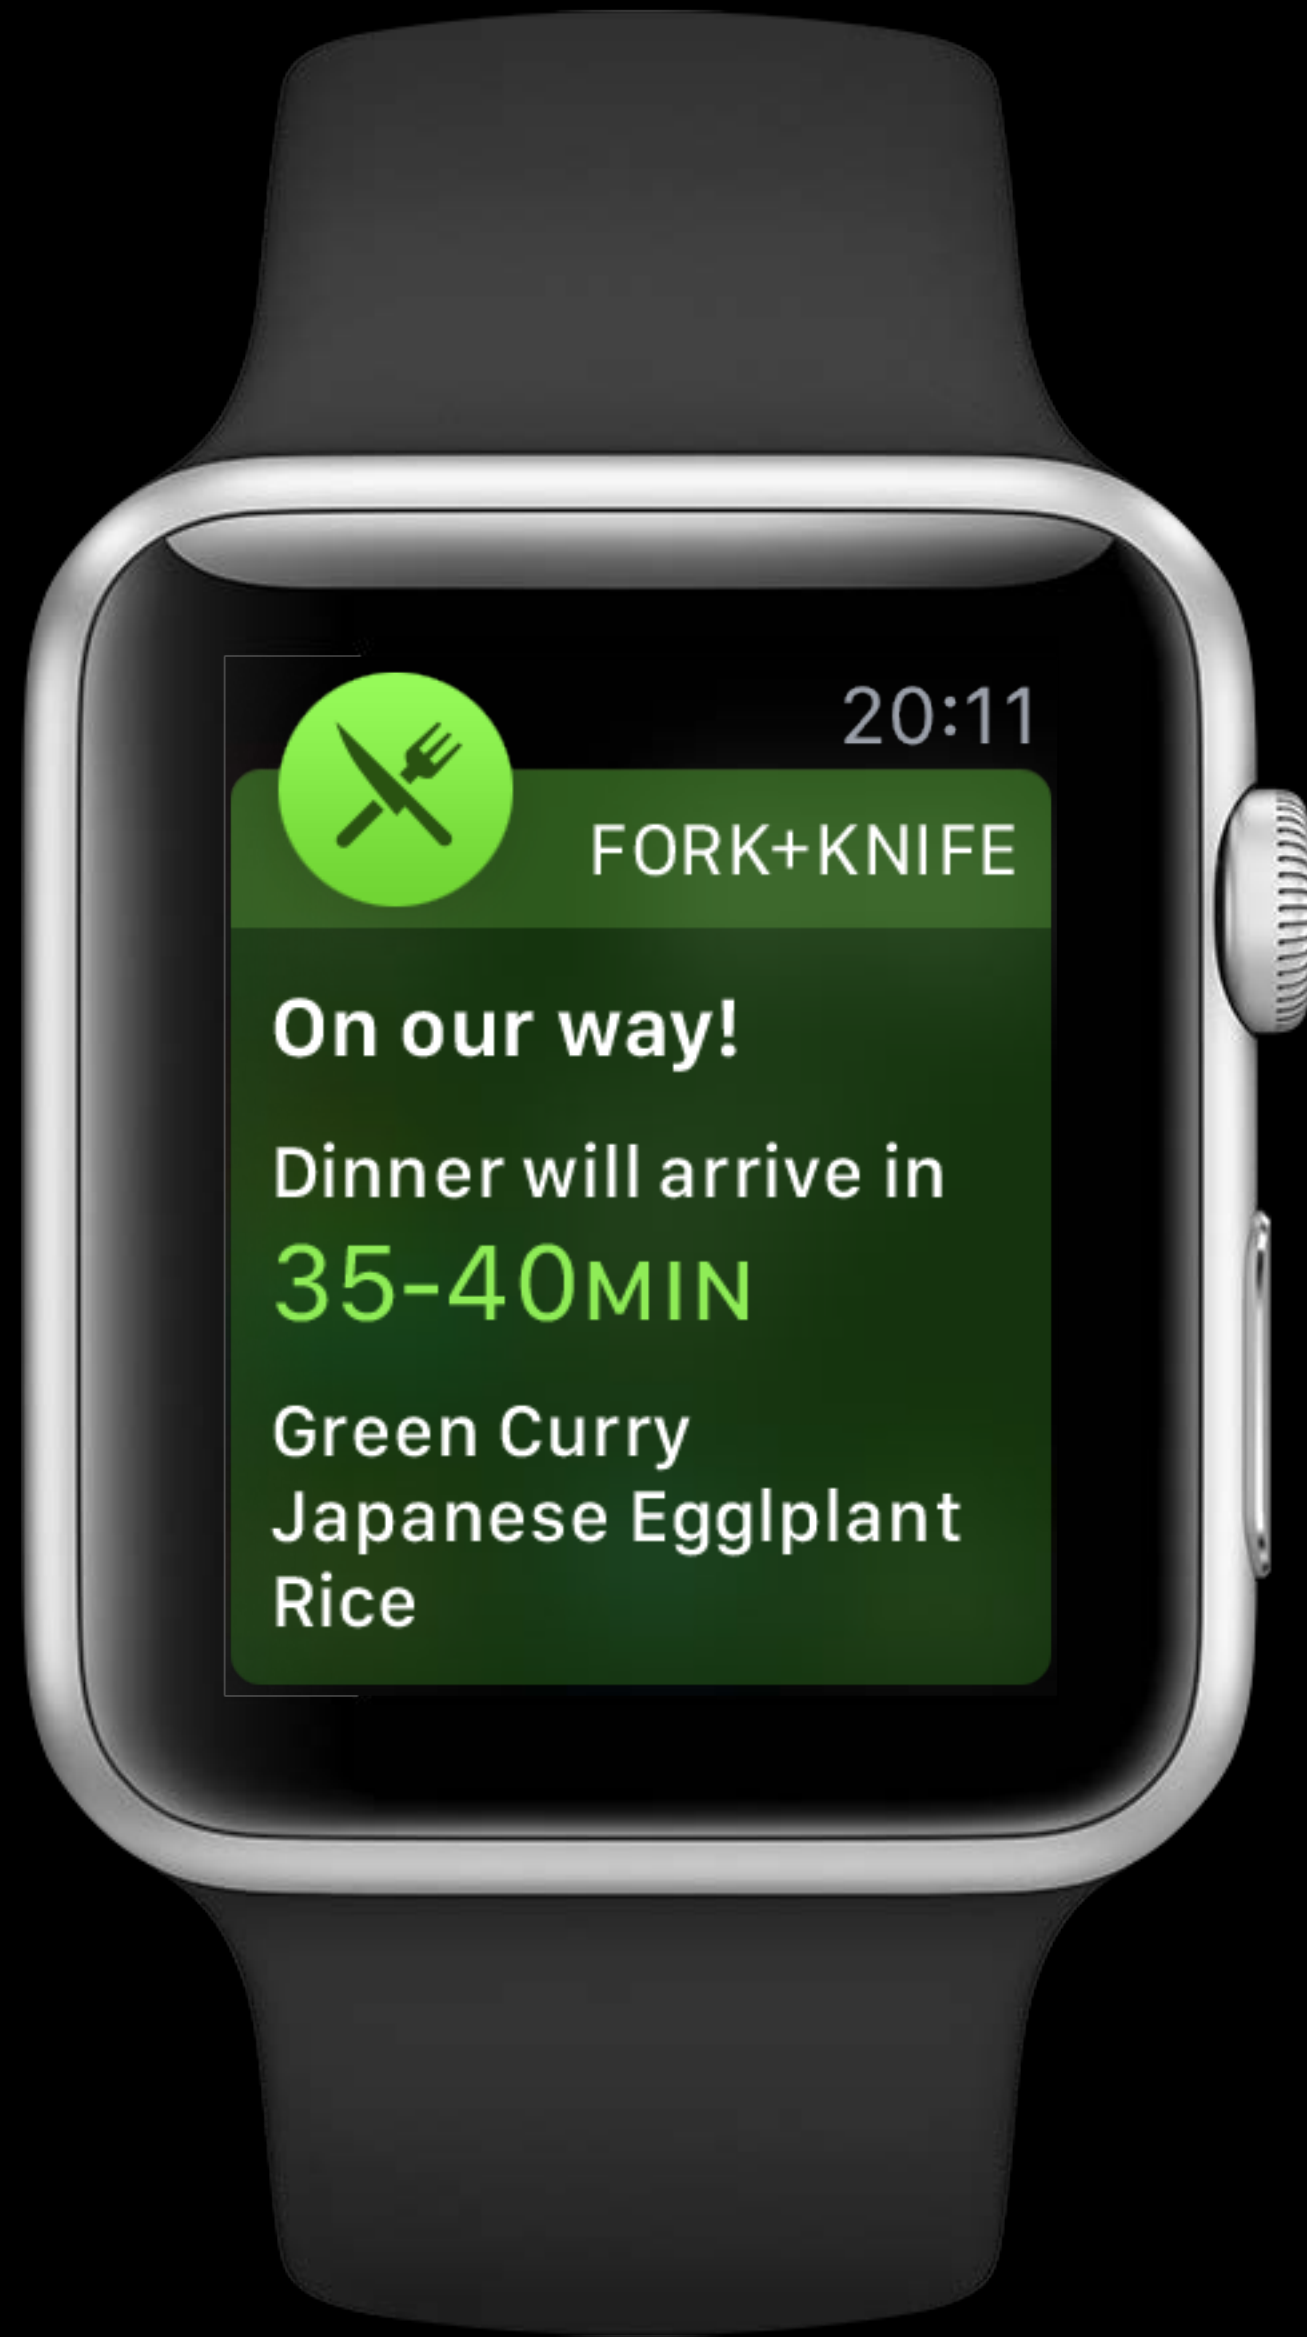 20:11
FORK+KNIFE
On our way!
Dinner will arrive in
35-40MIN
Green Curry
Japanese Egglplant
Rice